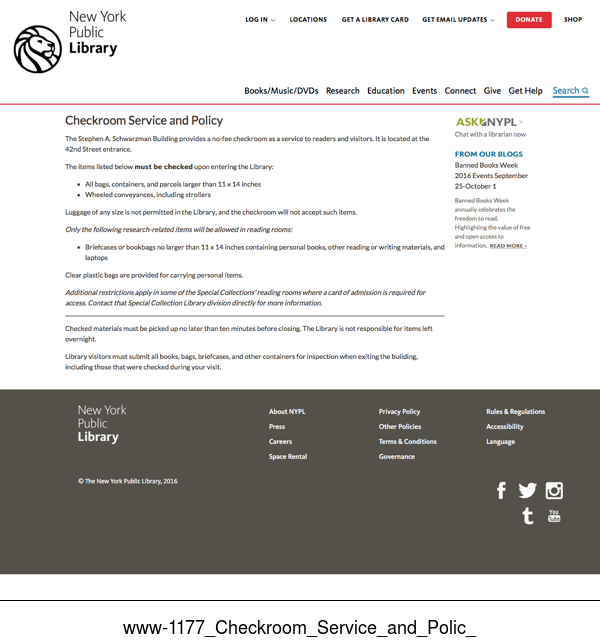 New York
Public
Library
LOG IN
LOCATIONS
GET A LIBRARY CARD
GET EMAIL UPDATES
DONATE
SHOP
Books/Music/DVDs
Research
Education
Events
Connect
Give
Get Help
Search
Checkroom Service and Policy
The Stephen A. Schwarzman Building provides a no-fee checkroom as a service to readers and visitors. It is located at the
42nd Street entrance.
The items listed below must be checked upon entering the Library:
• All bags, containers, and parcels larger than 11 x 14 inches
• Wheeled conveyances, including strollers
Luggage of any size is not permitted in the Library, and the checkroom will not accept such items.
Only the following research-related items will be allowed in reading rooms:
• Briefcases or bookbags no larger than 11 x 14 inches containing personal books, other reading or writing materials, and
laptops
Clear plastic bags are provided for carrying personal items.
Additional restrictions apply in some of the Special Collections' reading rooms where a card of admission is required for
access. Contact that Special Collection Library division directly for more information.
Checked materials must be picked up no later than ten minutes before closing. The Library is not responsible for items left
overnight.
Library visitors must submit all books, bags, briefcases, and other containers for inspection when exiting the building,
including those that were checked during your visit.
ASK NYPL >
Chat with a librarian now
FROM OUR BLOGS
Banned Books Week
2016 Events September
25-October 1
Banned Books Week
annually celebrates the
freedom to read.
Highlighting the value of free
and open access to
information. READ MORE ›
New York
Public
Library
About NYPL
Press
Careers
Space Rental
Privacy Policy
Other Policies
Terms & Conditions
Governance
Rules & Regulations
Accessibility
Language
© The New York Public Library, 2016
You
Tube
www-1177_Checkroom_Service_and_Polic_